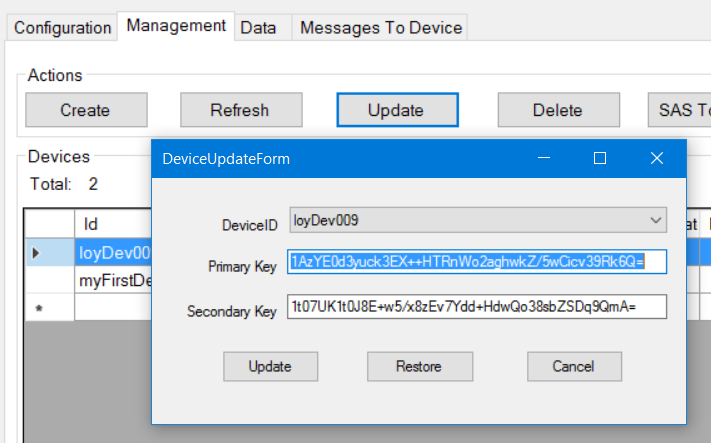 Configuration Management Data Messages To Device
Actions
Create Refresh Update Delete SAS To
Devices
Total: 2
Id
loyDev00
myFirstDe
DeviceUpdateForm
DeviceID loyDev009
Primary Key 1AzYE0d3yuck3EX++HTRnWo2aghwkZ/5wCicv39Rk6Q=
Secondary Key 1t07UK1t0J8E+w5/x8zEv7Ydd+HdwQo38sbZSDq9QmA=
Update Restore Cancel